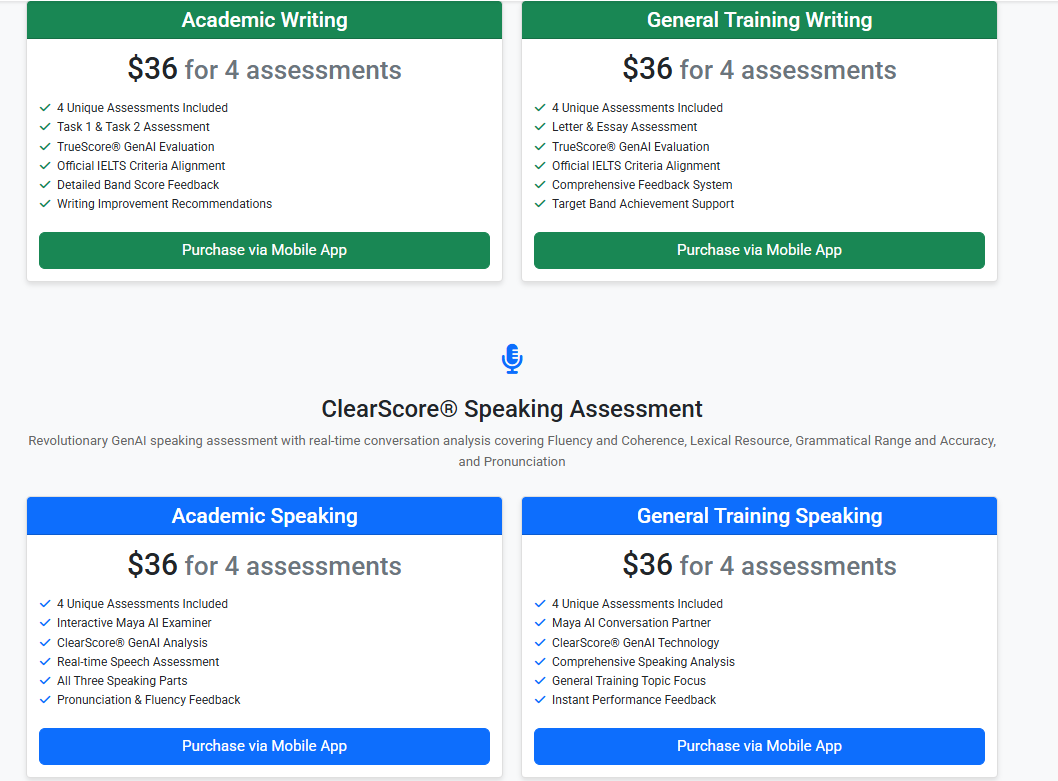 Academic Writing
$36 for 4 assessments
4 Unique Assessments Included
Task 1 & Task 2 Assessment
TrueScore® GenAI Evaluation
Official IELTS Criteria Alignment
Detailed Band Score Feedback
Writing Improvement Recommendations
Purchase via Mobile App
General Training Writing
$36 for 4 assessments
4 Unique Assessments Included
Letter & Essay Assessment
TrueScore® GenAI Evaluation
Official IELTS Criteria Alignment
Comprehensive Feedback System
Target Band Achievement Support
Purchase via Mobile App
ClearScore® Speaking Assessment
Revolutionary GenAI speaking assessment with real-time conversation analysis covering Fluency and Coherence, Lexical Resource, Grammatical Range and Accuracy,
and Pronunciation
Academic Speaking
$36 for 4 assessments
4 Unique Assessments Included
Interactive Maya AI Examiner
ClearScore® GenAI Analysis
Real-time Speech Assessment
All Three Speaking Parts
Pronunciation & Fluency Feedback
Purchase via Mobile App
General Training Speaking
$36 for 4 assessments
4 Unique Assessments Included
Maya AI Conversation Partner
ClearScore® GenAI Technology
Comprehensive Speaking Analysis
General Training Topic Focus
Instant Performance Feedback
Purchase via Mobile App